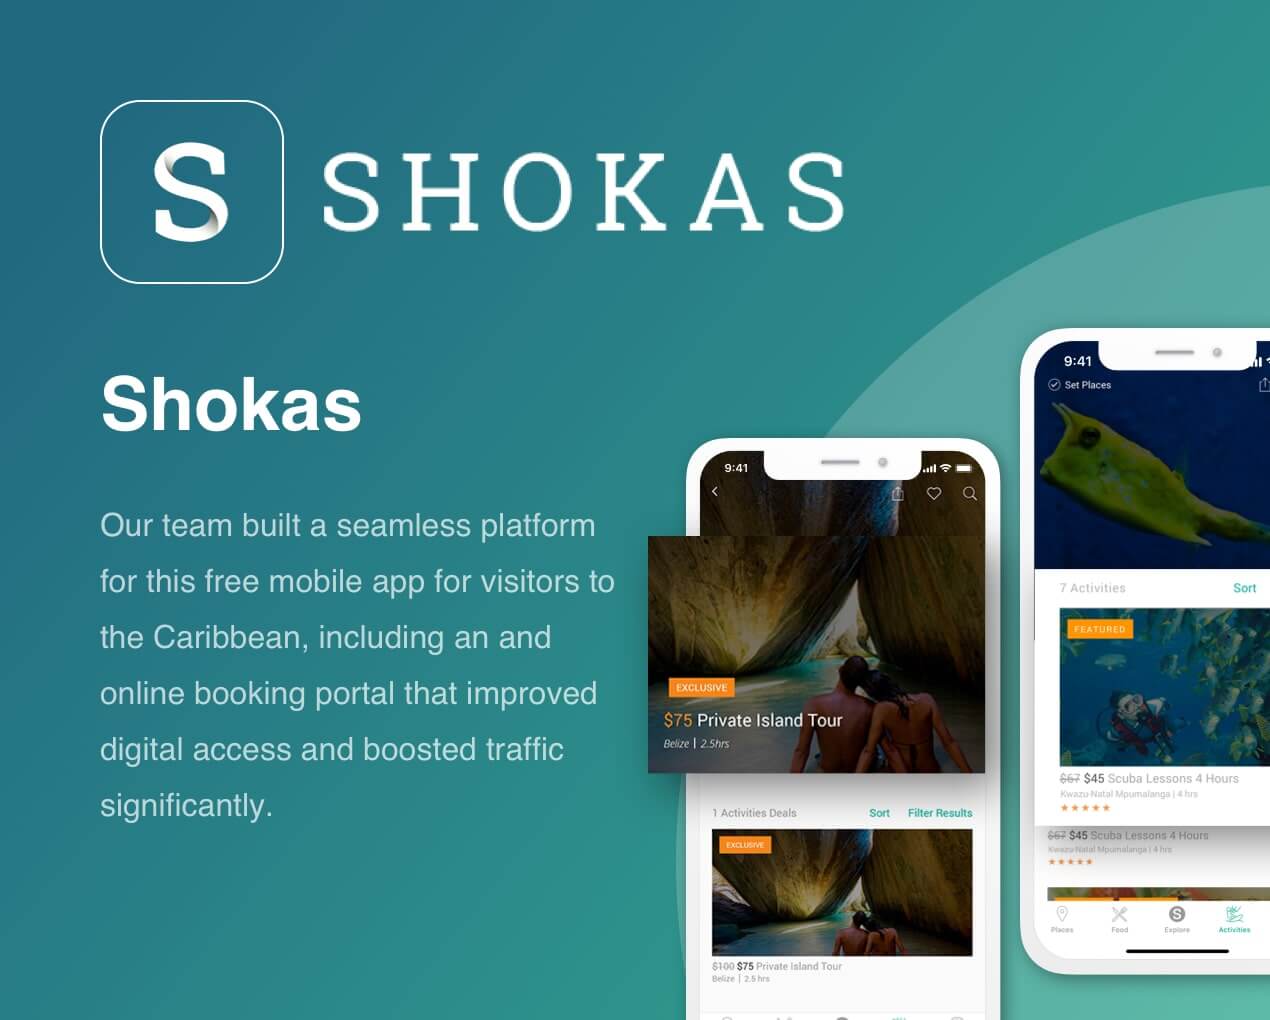 S SHOKAS
Shokas
Our team built a seamless platform
for this free mobile app for visitors to
the Caribbean, including an and
online booking portal that improved
digital access and boosted traffic
significantly.
9:41
EXCLUSIVE
$75 Private Island Tour
Belize | 2.5hrs
1 Activities Deals Sort Filter Results
EXCLUSIVE
$100 $75 Private Island Tour
Belize | 2.5 hrs
9:41
Set Places
7 Activities Sort
FEATURED
$67 $45 Scuba Lessons 4 Hours
Kwazu-Natal Mpumalanga | 4 hrs
$67 $45 Scuba Lessons 4 Hours
Kwazu-Natal Mpumalanga | 4 hrs
Places Food S Explore Activities